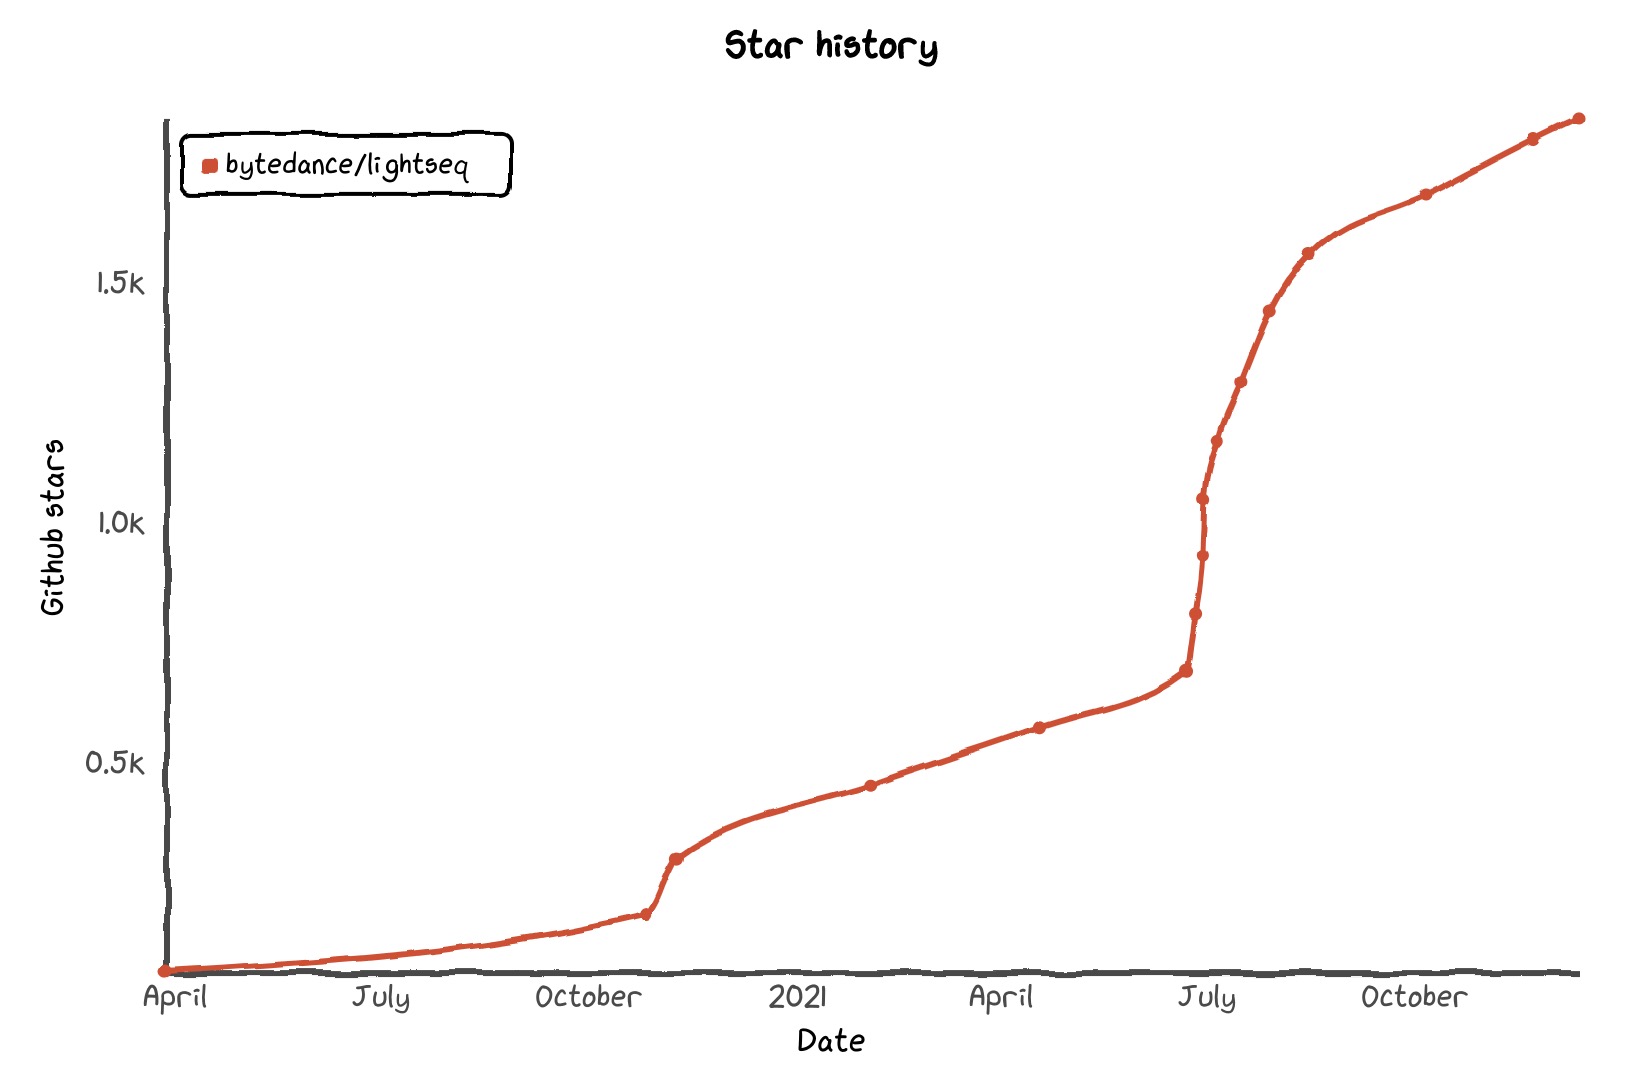 Star history
bytedance/lightseq
1.5K
1.0K
0.5K
Github stars
April July October 2021 April July October
Date